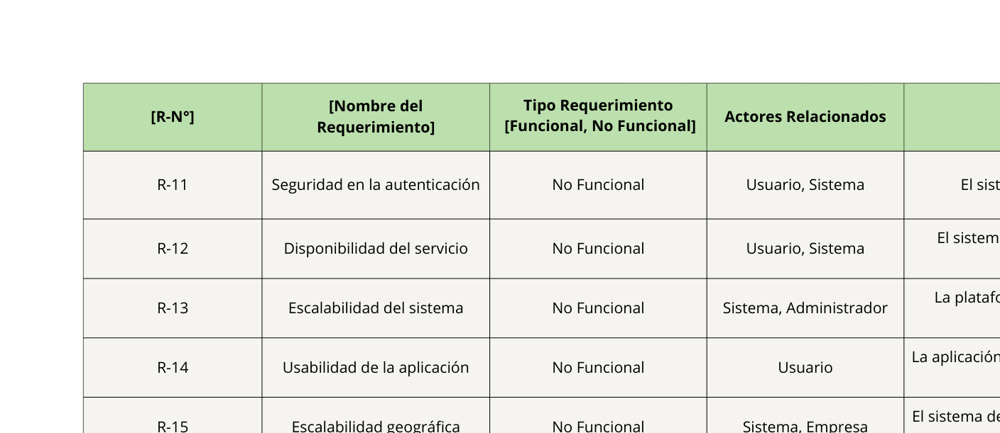 [R-N°]
[Nombre del
Requerimiento]
Tipo Requerimiento
[Funcional, No Funcional]
Actores Relacionados
R-11
Seguridad en la autenticación
No Funcional
Usuario, Sistema
El sist
R-12
Disponibilidad del servicio
No Funcional
Usuario, Sistema
El sistem
R-13
Escalabilidad del sistema
No Funcional
Sistema, Administrador
La platafo
R-14
Usabilidad de la aplicación
No Funcional
Usuario
La aplicación
R-15
Escalabilidad geográfica
No Funcional
Sistema, Empresa
El sistema de